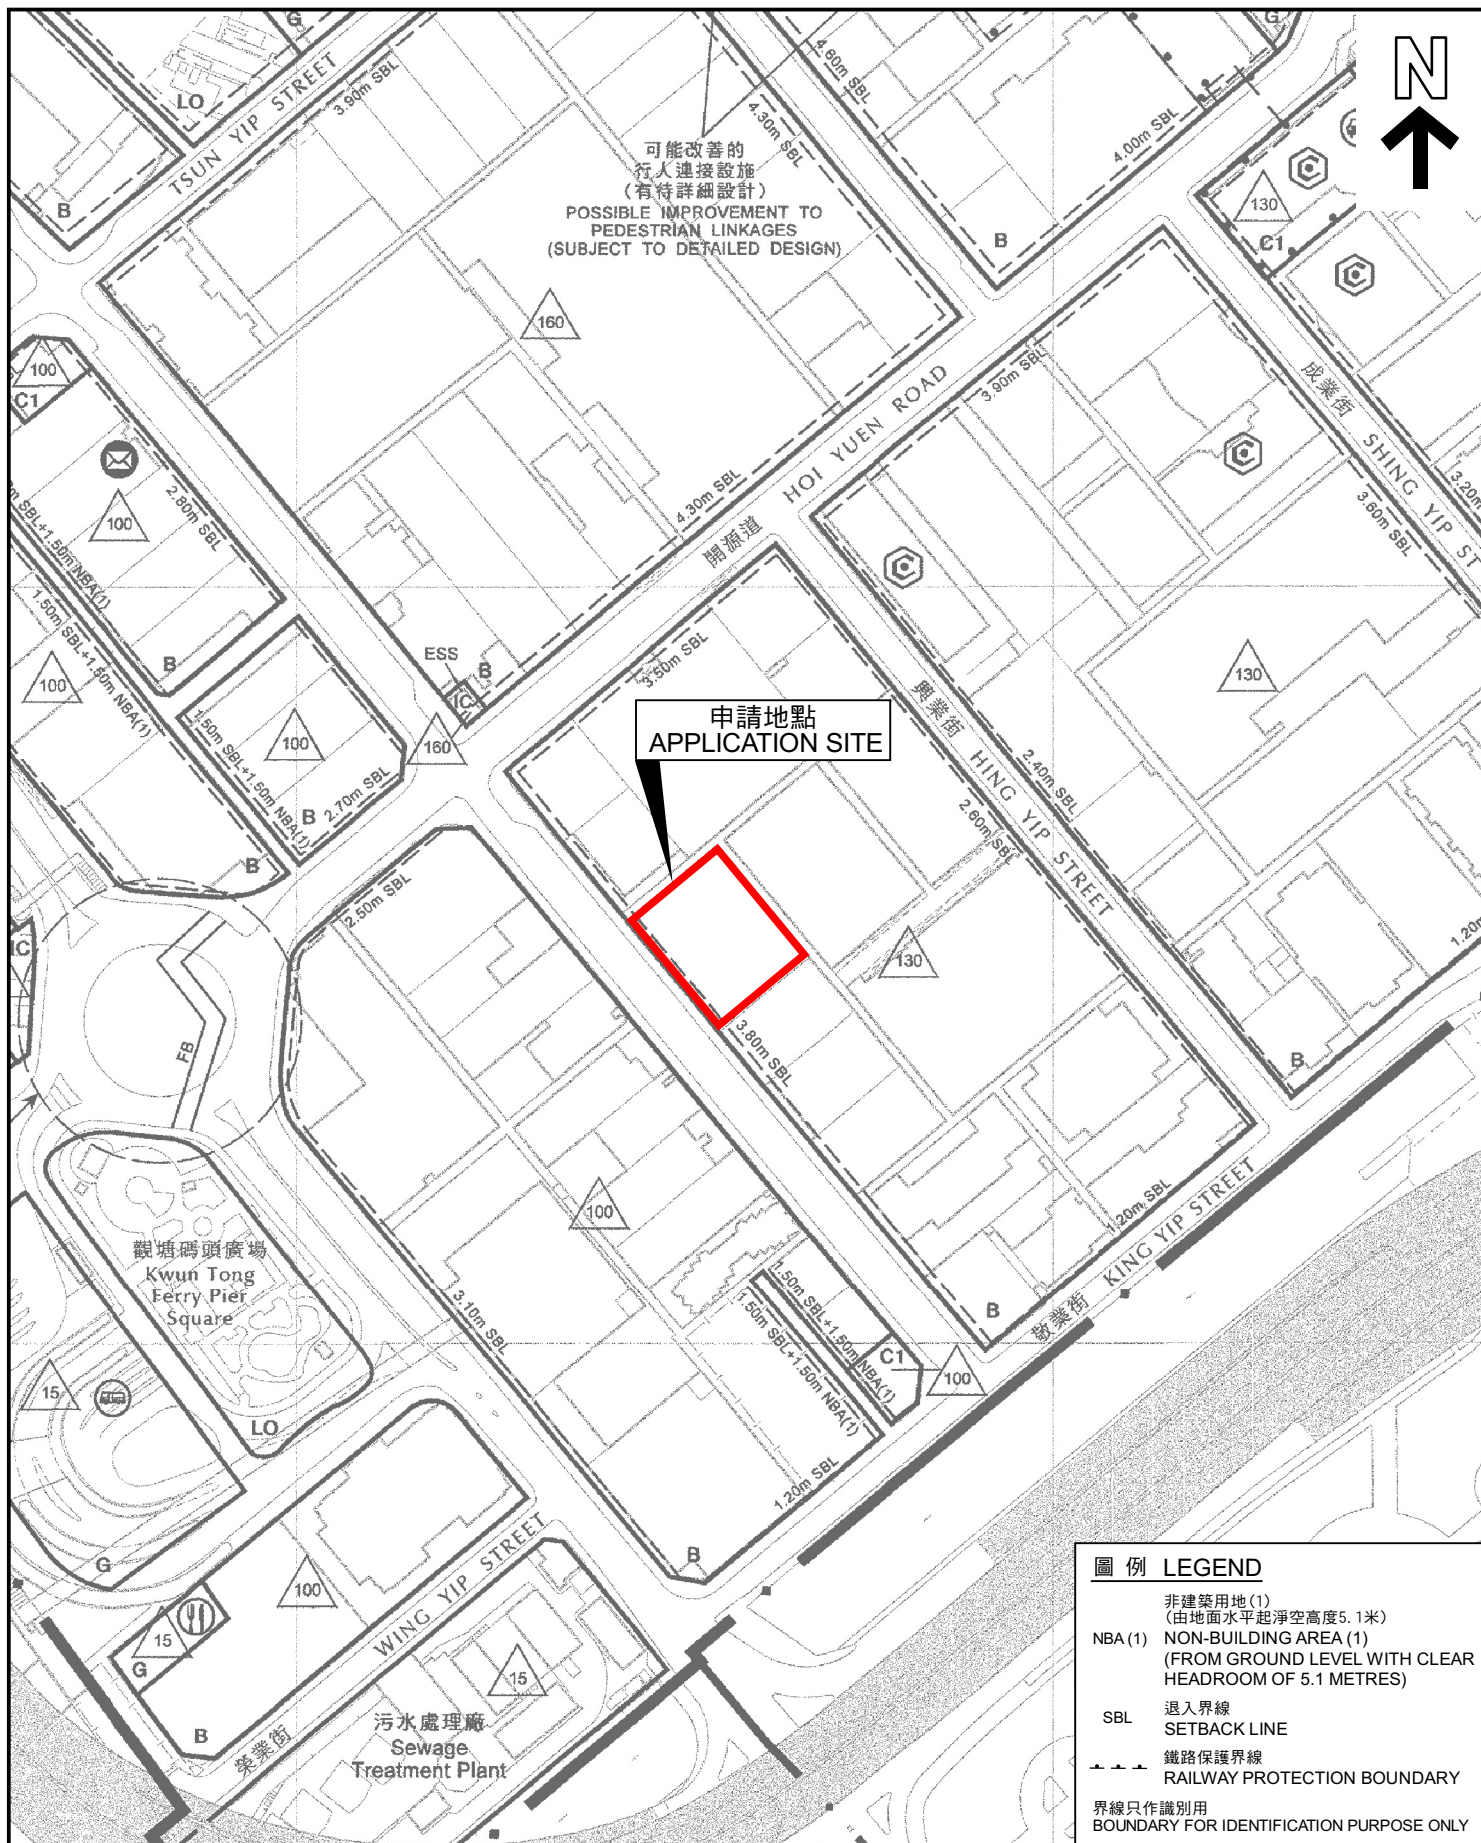 N
G
G
LO
TSUN YIP STREET
3.90m SBL
4.30m SBL
4.60m SBL
4.00m SBL
B
可能改善的
行人連接設施
(有待詳細設計)
POSSIBLE IMPROVEMENT TO
PEDESTRIAN LINKAGES
(SUBJECT TO DETAILED DESIGN)
B
130
C1
160
100
C1
開源道 HOI YUEN ROAD
3.90m SBL
成業街 SHING YIP ST
3.20m
3.60m SBL
2.80m SBL
100
4.30m SBL
m SBL+1.50m NBA(1)
1.50m SBL+1.50m NBA(1)
100
B
ESS
B
IC
160
3.50m SBL
130
1.50m SBL+1.50m NBA(1)
100
2.70m SBL
B
B
申請地點
APPLICATION SITE
興業街 HING YIP STREET
2.40m SBL
2.60m SBL
2.50m SBL
IC
FB
130
1.20m
3.80m SBL
B
100
觀塘碼頭廣場
Kwun Tong
Ferry Pier
Square
3.10m SBL
1.20m SBL
敬業街 KING YIP STREET
B
1.50m SBL+1.50m NBA(1)
1.50m SBL+1.50m NBA(1)
C1
100
15
LO
1.20m SBL
B
G
100
15
G
B
榮業街 WING YIP STREET
15
污水處理廠
Sewage
Treatment Plant
圖例 LEGEND
非建築用地(1)
(由地面水平起淨空高度5.1米)
NBA (1) NON-BUILDING AREA (1)
(FROM GROUND LEVEL WITH CLEAR
HEADROOM OF 5.1 METRES)
退入界線
SBL SETBACK LINE
鐵路保護界線
RAILWAY PROTECTION BOUNDARY
界線只作識別用
BOUNDARY FOR IDENTIFICATION PURPOSE ONLY